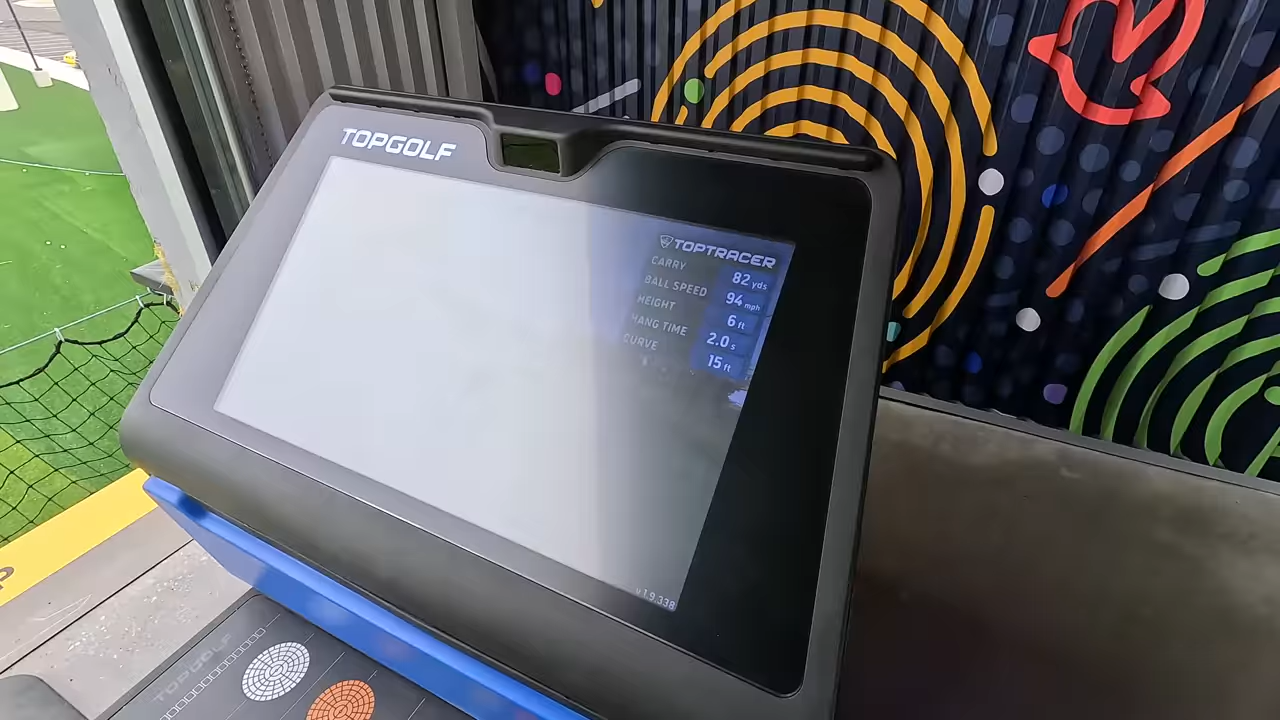 TOPGOLF
TOPTRACER
CARRY 82 yds
BALL SPEED 94 mph
HEIGHT 6 ft
HANG TIME 2.0 s
CURVE 15 ft
v1.9.338
TOPGOLF